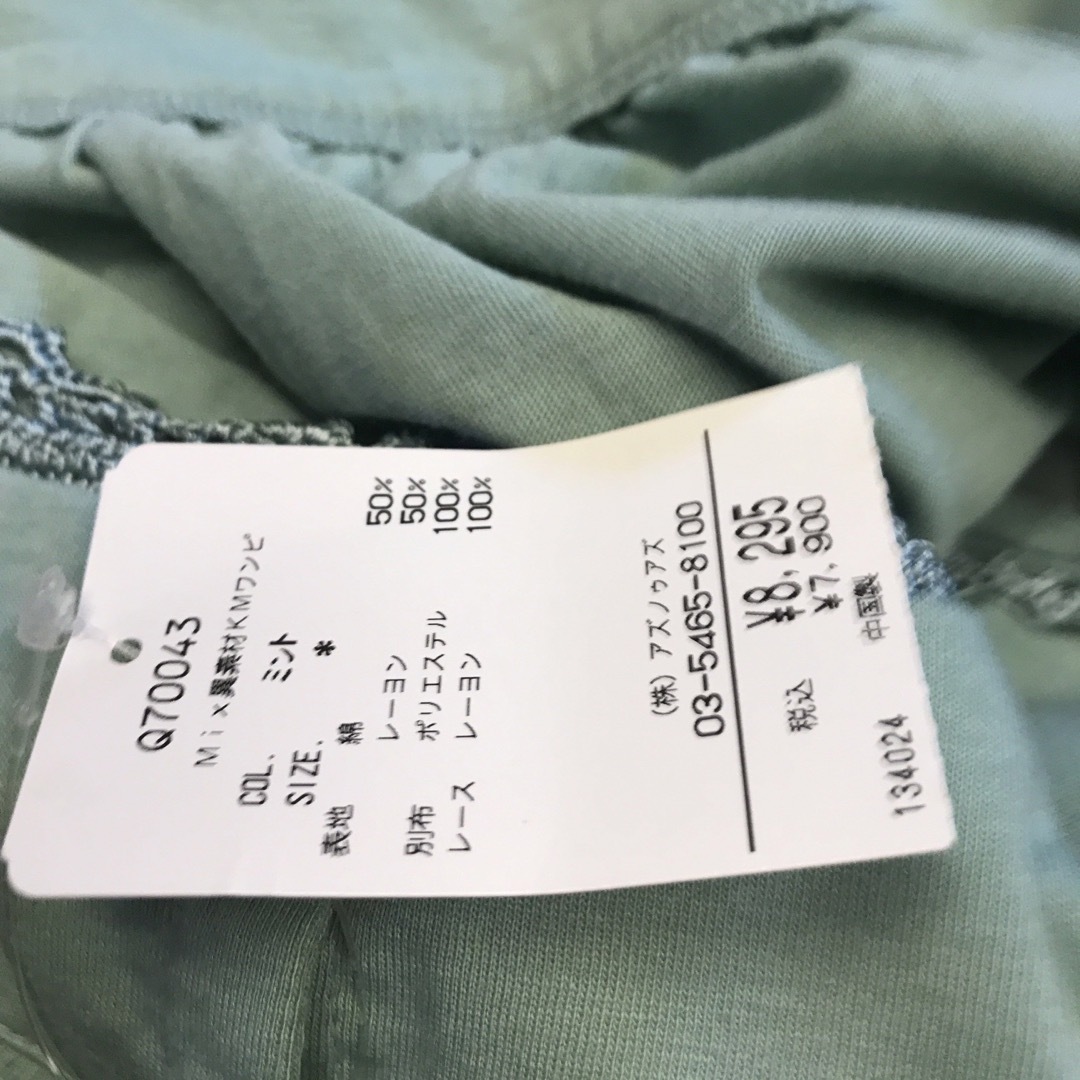 Q70043
Mix異素材KMワンピ
COL. ミント
SIZE. *
表地 綿 50%
レーヨン 50%
別布 ポリエステル 100%
レース レーヨン 100%
(株)アズノゥアズ
03-5465-8100
税込 ¥8,295
¥7,900
中国製
134024